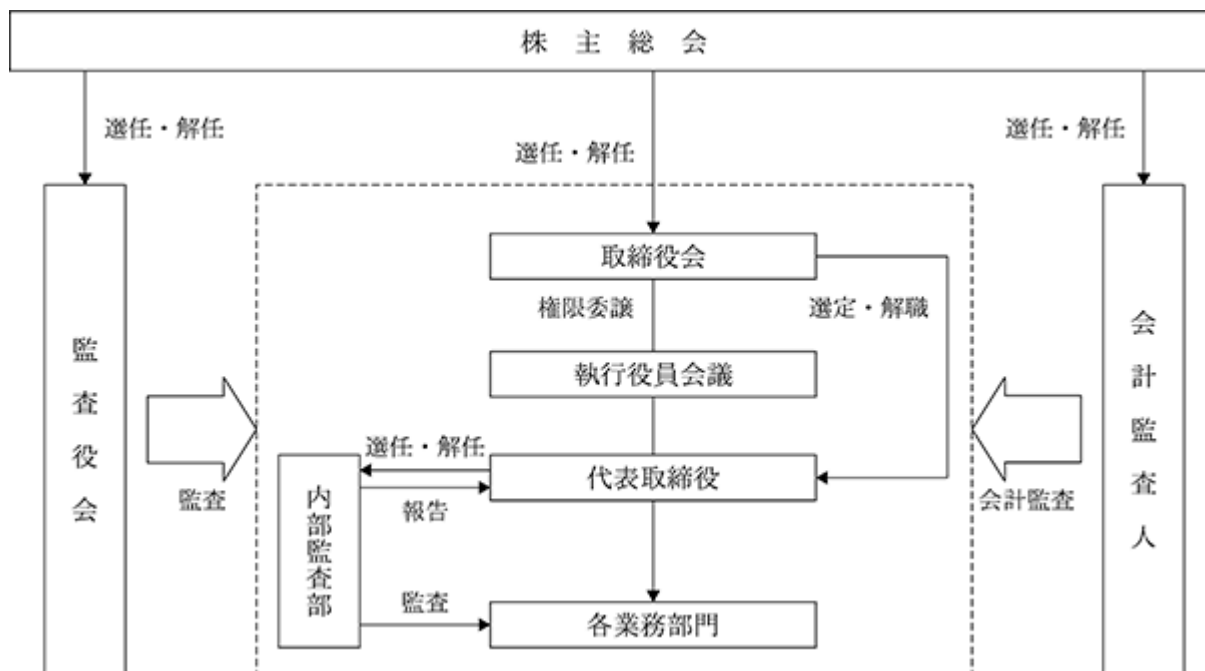 株主総会
選任・解任
選任・解任
選任・解任
取締役会
権限委譲
選定・解職
執行役員会議
選任・解任
代表取締役
報告
内部監査部
監査
各業務部門
監査役会
監査
会計監査
会計監査人